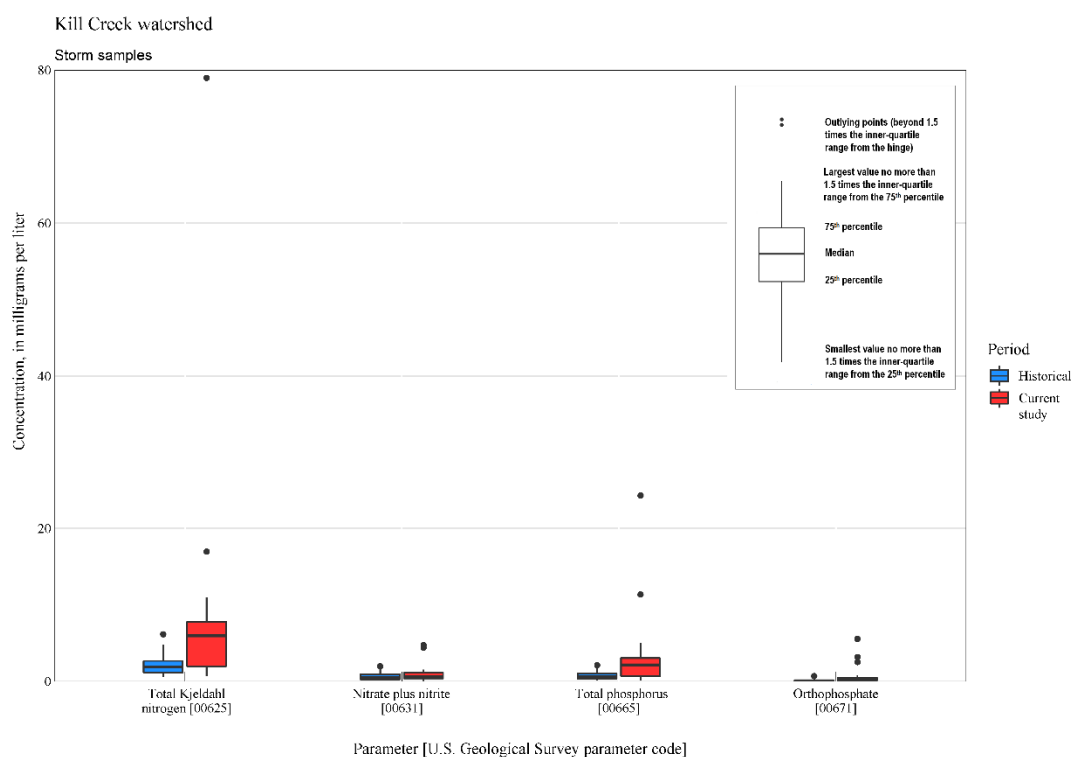 Kill Creek watershed
Storm samples
80
60
40
20
0
Concentration, in milligrams per liter
Outlying points (beyond 1.5
times the inner-quartile
range from the hinge)
Largest value no more than
1.5 times the inner-quartile
range from the 75th percentile
75th percentile
Median
25th percentile
Smallest value no more than
1.5 times the inner-quartile
range from the 25th percentile
Period
Historical
Current
study
Total Kjeldahl
nitrogen [00625]
Nitrate plus nitrite
[00631]
Total phosphorus
[00665]
Orthophosphate
[00671]
Parameter [U.S. Geological Survey parameter code]